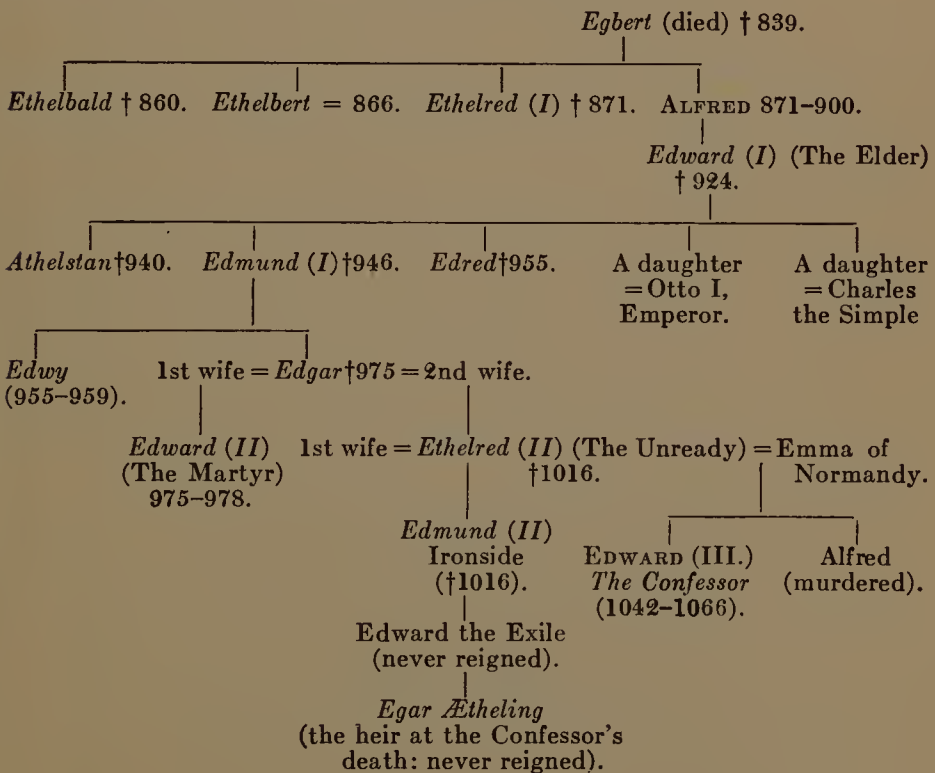 Egbert (died) † 839.
Ethelbald † 860. Ethelbert = 866. Ethelred (I) † 871. ALFRED 871–900.
Edward (I) (The Elder)
† 924.
Athelstan†940. Edmund (I)†946. Edred†955. A daughter A daughter
=Otto I, =Charles
Emperor. the Simple
Edwy 1st wife = Edgar†975 = 2nd wife.
(955–959).
Edward (II) 1st wife = Ethelred (II) (The Unready) = Emma of
(The Martyr) †1016. Normandy.
975–978.
Edmund (II)
Ironside EDWARD (III.) Alfred
(†1016). The Confessor (murdered).
(1042–1066).
Edward the Exile
(never reigned).
Egar Ætheling
(the heir at the Confessor's
death: never reigned).